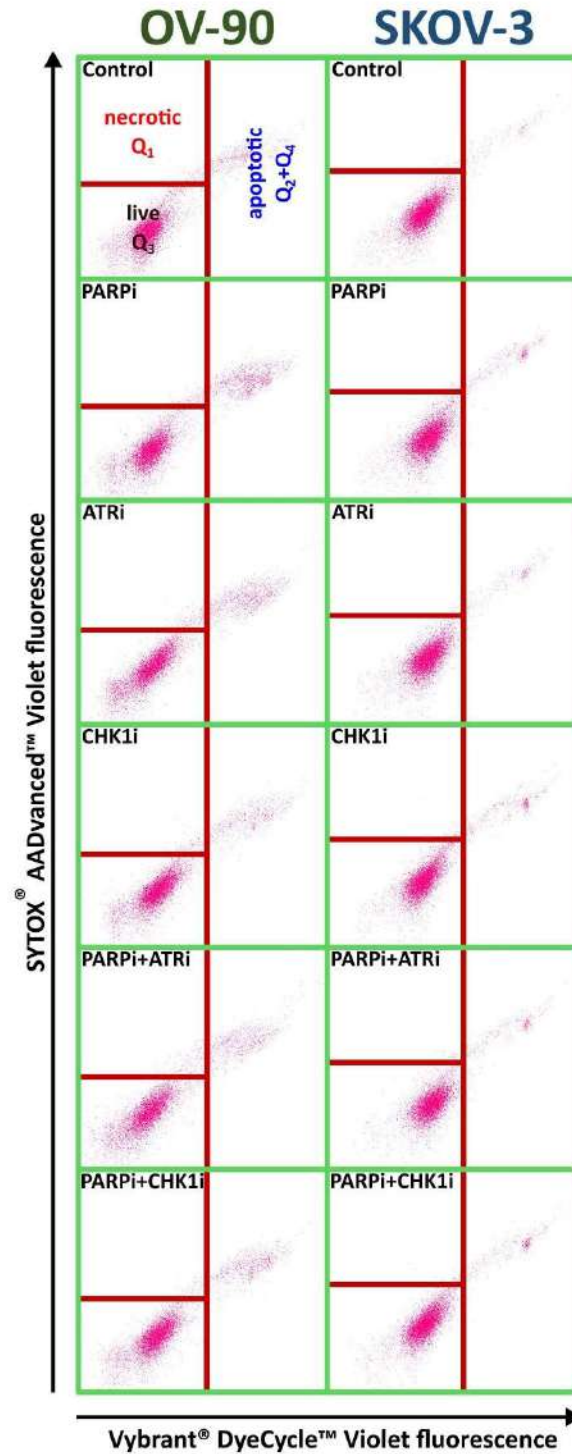 OV-90 SKOV-3
Control Control
necrotic
Q1
apoptotic
Q2+Q4
live
Q3
PARPi PARPi
ATRi ATRi
CHK1i CHK1i
PARPi+ATRi PARPi+ATRi
PARPi+CHK1i PARPi+CHK1i
SYTOX® AADvanced™ Violet fluorescence
Vybrant® DyeCycle™ Violet fluorescence